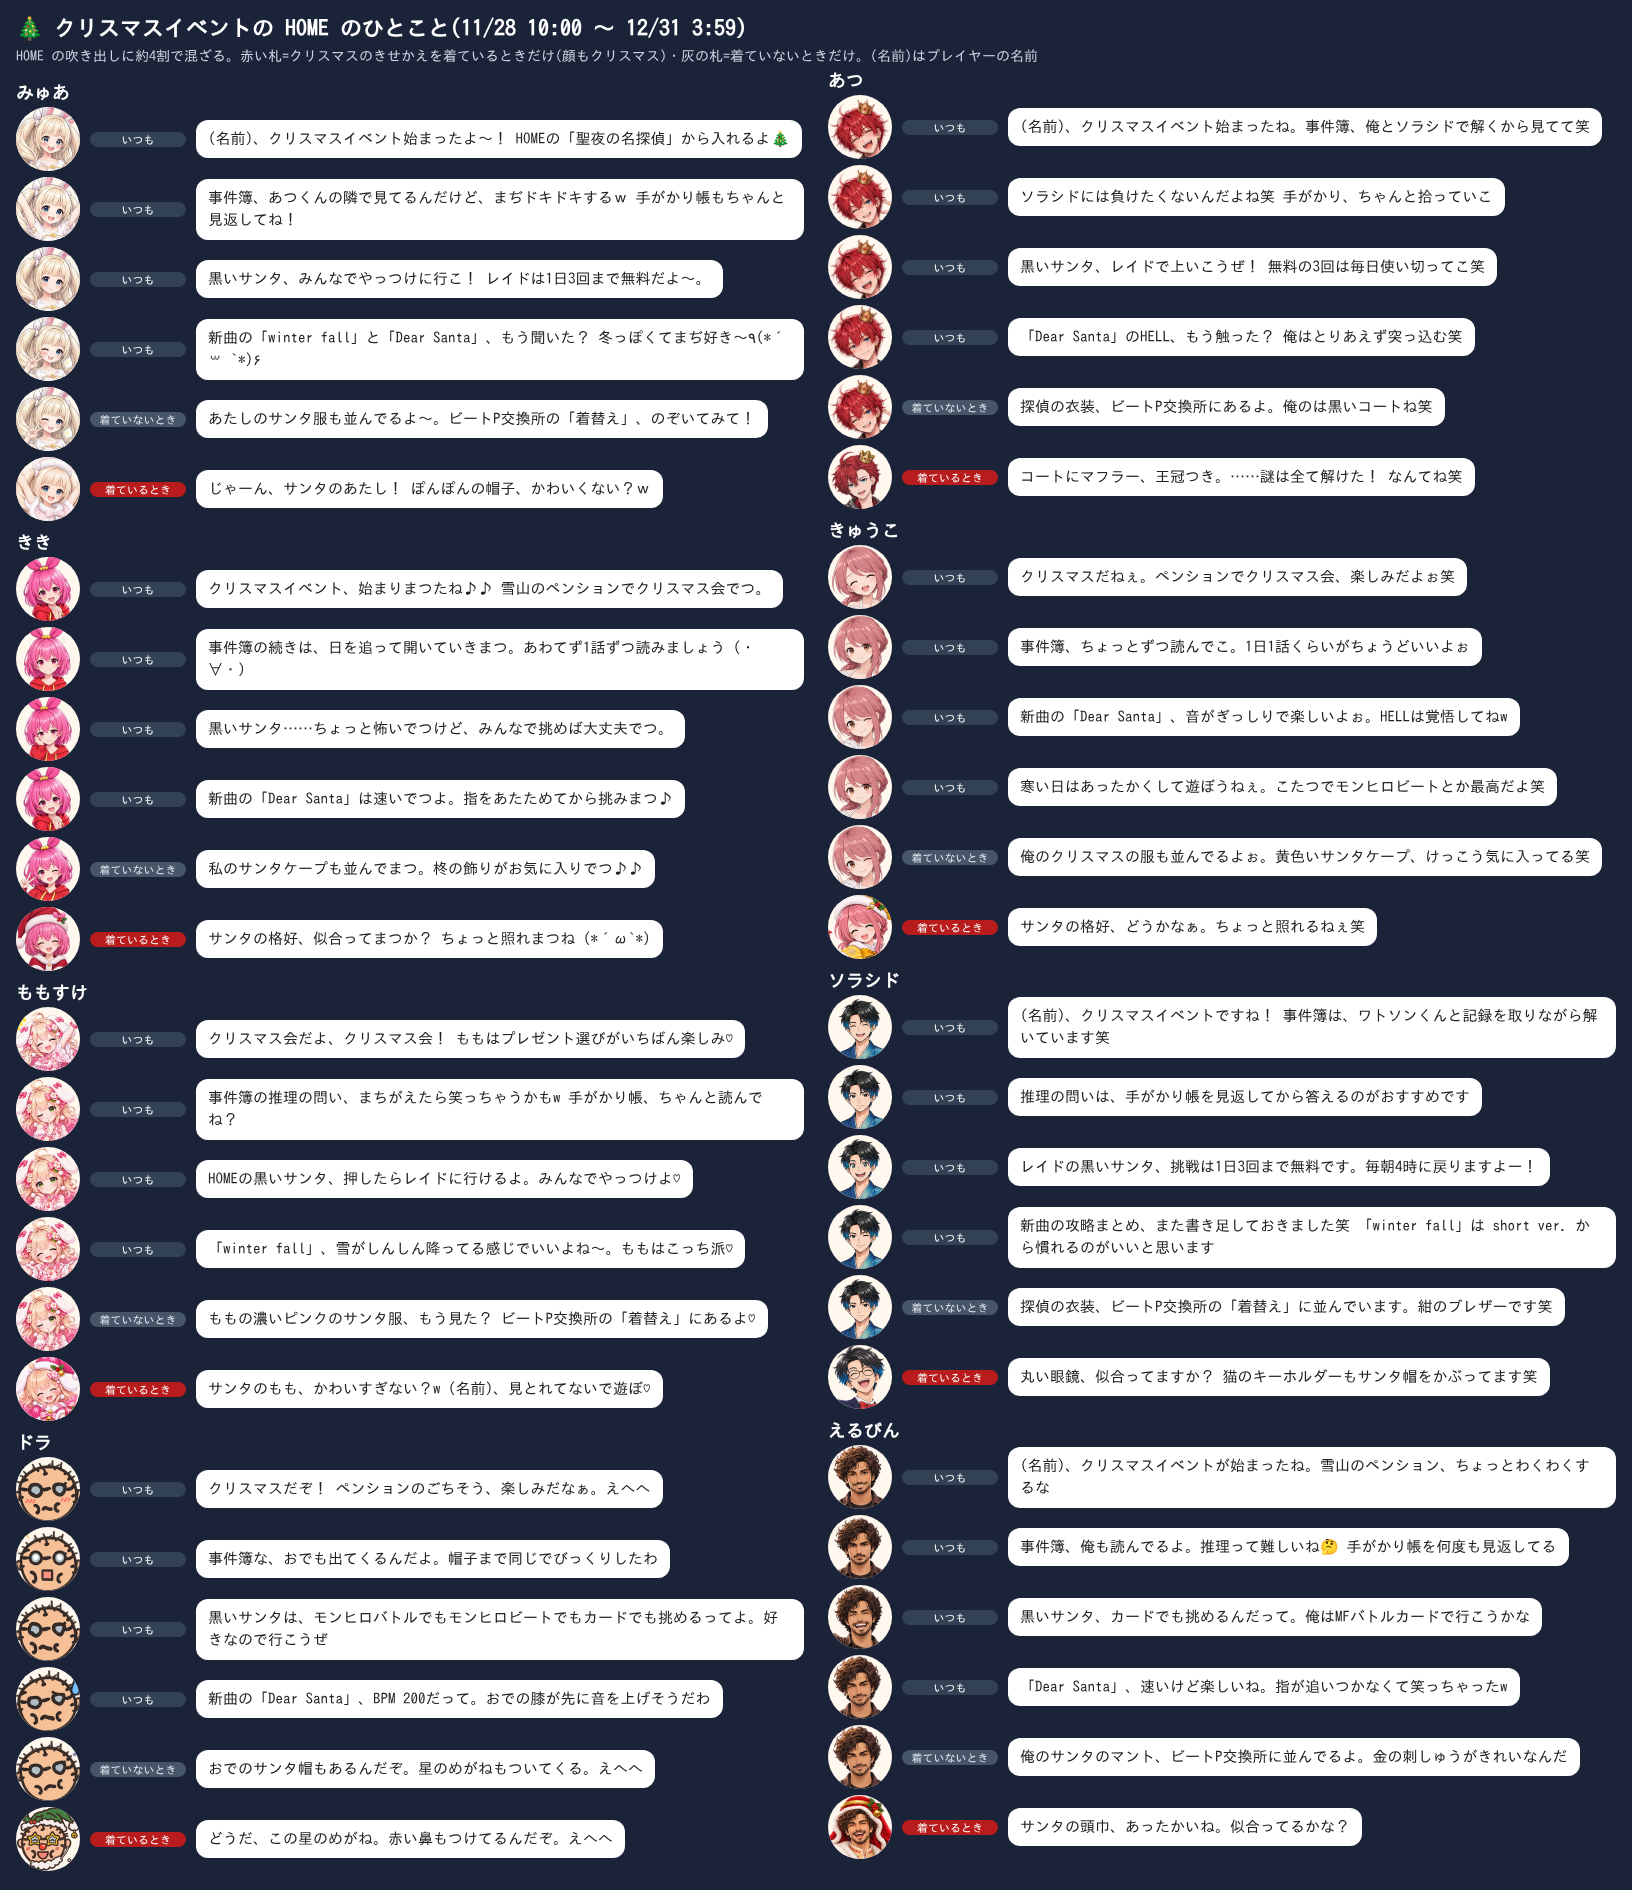 🎄 クリスマスイベントの HOME のひとこと(11/28 10:00 〜 12/31 3:59)
HOME の吹き出しに約4割で混ざる。赤い札=クリスマスのきせかえを着ているときだけ(顔もクリスマス)・灰の札=着ていないときだけ。(名前)はプレイヤーの名前
みゅあ
いつも
(名前)、クリスマスイベント始まったよ〜！ HOMEの「聖夜の名探偵」から入れるよ🎄
いつも
事件簿、あつくんの隣で見てるんだけど、まぢドキドキするｗ 手がかり帳もちゃんと
見返してね！
いつも
黒いサンタ、みんなでやっつけに行こ！ レイドは1日3回まで無料だよ〜。
いつも
新曲の「winter fall」と「Dear Santa」、もう聞いた？ 冬っぽくてまぢ好き〜٩(*´
꒳ `*)۶
着ていないとき
あたしのサンタ服も並んでるよ〜。ビートP交換所の「着替え」、のぞいてみて！
着ているとき
じゃーん、サンタのあたし！ ぽんぽんの帽子、かわいくない？ｗ
きき
いつも
クリスマスイベント、始まりまつたね♪♪ 雪山のペンションでクリスマス会でつ。
いつも
事件簿の続きは、日を追って開いていきまつ。あわてず1話ずつ読みましょう（・
∀・）
いつも
黒いサンタ……ちょっと怖いでつけど、みんなで挑めば大丈夫でつ。
いつも
新曲の「Dear Santa」は速いでつよ。指をあたためてから挑みまつ♪
着ていないとき
私のサンタケープも並んでまつ。柊の飾りがお気に入りでつ♪♪
着ているとき
サンタの格好、似合ってまつか？ ちょっと照れまつね（*´ω`*）
ももすけ
いつも
クリスマス会だよ、クリスマス会！ ももはプレゼント選びがいちばん楽しみ♡
いつも
事件簿の推理の問い、まちがえたら笑っちゃうかもw 手がかり帳、ちゃんと読んで
ね？
いつも
HOMEの黒いサンタ、押したらレイドに行けるよ。みんなでやっつけよ♡
いつも
「winter fall」、雪がしんしん降ってる感じでいいよね〜。ももはこっち派♡
着ていないとき
ももの濃いピンクのサンタ服、もう見た？ ビートP交換所の「着替え」にあるよ♡
着ているとき
サンタのもも、かわいすぎない？w (名前)、見とれてないで遊ぼ♡
ドラ
いつも
クリスマスだぞ！ ペンションのごちそう、楽しみだなぁ。えへへ
いつも
事件簿な、おでも出てくるんだよ。帽子まで同じでびっくりしたわ
いつも
黒いサンタは、モンヒロバトルでもモンヒロビートでもカードでも挑めるってよ。好
きなので行こうぜ
いつも
新曲の「Dear Santa」、BPM 200だって。おでの膝が先に音を上げそうだわ
着ていないとき
おでのサンタ帽もあるんだぞ。星のめがねもついてくる。えへへ
着ているとき
どうだ、この星のめがね。赤い鼻もつけてるんだぞ。えへへ
あつ
いつも
(名前)、クリスマスイベント始まったね。事件簿、俺とソラシドで解くから見てて笑
いつも
ソラシドには負けたくないんだよね笑 手がかり、ちゃんと拾っていこ
いつも
黒いサンタ、レイドで上いこうぜ！ 無料の3回は毎日使い切ってこ笑
いつも
「Dear Santa」のHELL、もう触った？ 俺はとりあえず突っ込む笑
着ていないとき
探偵の衣装、ビートP交換所にあるよ。俺のは黒いコートね笑
着ているとき
コートにマフラー、王冠つき。……謎は全て解けた！ なんてね笑
きゅうこ
いつも
クリスマスだねぇ。ペンションでクリスマス会、楽しみだよぉ笑
いつも
事件簿、ちょっとずつ読んでこ。1日1話くらいがちょうどいいよぉ
いつも
新曲の「Dear Santa」、音がぎっしりで楽しいよぉ。HELLは覚悟してねw
いつも
寒い日はあったかくして遊ぼうねぇ。こたつでモンヒロビートとか最高だよ笑
着ていないとき
俺のクリスマスの服も並んでるよぉ。黄色いサンタケープ、けっこう気に入ってる笑
着ているとき
サンタの格好、どうかなぁ。ちょっと照れるねぇ笑
ソラシド
いつも
(名前)、クリスマスイベントですね！ 事件簿は、ワトソンくんと記録を取りながら解
いています笑
いつも
推理の問いは、手がかり帳を見返してから答えるのがおすすめです
いつも
レイドの黒いサンタ、挑戦は1日3回まで無料です。毎朝4時に戻りますよー！
いつも
新曲の攻略まとめ、また書き足しておきました笑 「winter fall」は short ver. か
ら慣れるのがいいと思います
着ていないとき
探偵の衣装、ビートP交換所の「着替え」に並んでいます。紺のブレザーです笑
着ているとき
丸い眼鏡、似合ってますか？ 猫のキーホルダーもサンタ帽をかぶってます笑
えるびん
いつも
(名前)、クリスマスイベントが始まったね。雪山のペンション、ちょっとわくわくす
るな
いつも
事件簿、俺も読んでるよ。推理って難しいね🤔 手がかり帳を何度も見返してる
いつも
黒いサンタ、カードでも挑めるんだって。俺はMFバトルカードで行こうかな
いつも
「Dear Santa」、速いけど楽しいね。指が追いつかなくて笑っちゃったw
着ていないとき
俺のサンタのマント、ビートP交換所に並んでるよ。金の刺しゅうがきれいなんだ
着ているとき
サンタの頭巾、あったかいね。似合ってるかな？